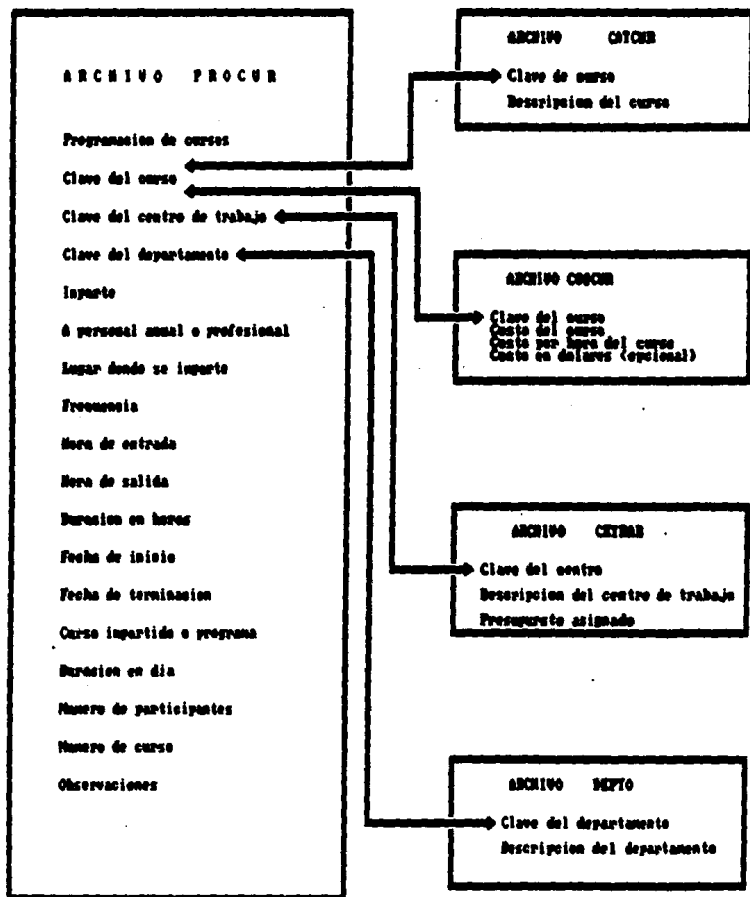 ARCHIVO PROCUR
Programacion de cursos
Clave del curso
Clave del centro de trabajo
Clave del departamento
Inparte
A personal anual o profesional
Lugar donde se imparte
Frequencia
Hora de entrada
Hora de salida
Duracion en horas
Fecha de inicio
Fecha de terminacion
Curso impartido o programa
Duracion en dia
Numero de participantes
Numero de curso
Observaciones
ARCHIVO CATCUR
Clave de curso
Descripcion del curso
ARCHIVO COSCUR
Clave del curso
Costo del curso
Costo por hora del curso
Costo en dolares (opcional)
ARCHIVO CETRAB
Clave del centro
Descripcion del centro de trabajo
Presupuesto asignado
ARCHIVO DEPTO
Clave del departamento
Descripcion del departamento